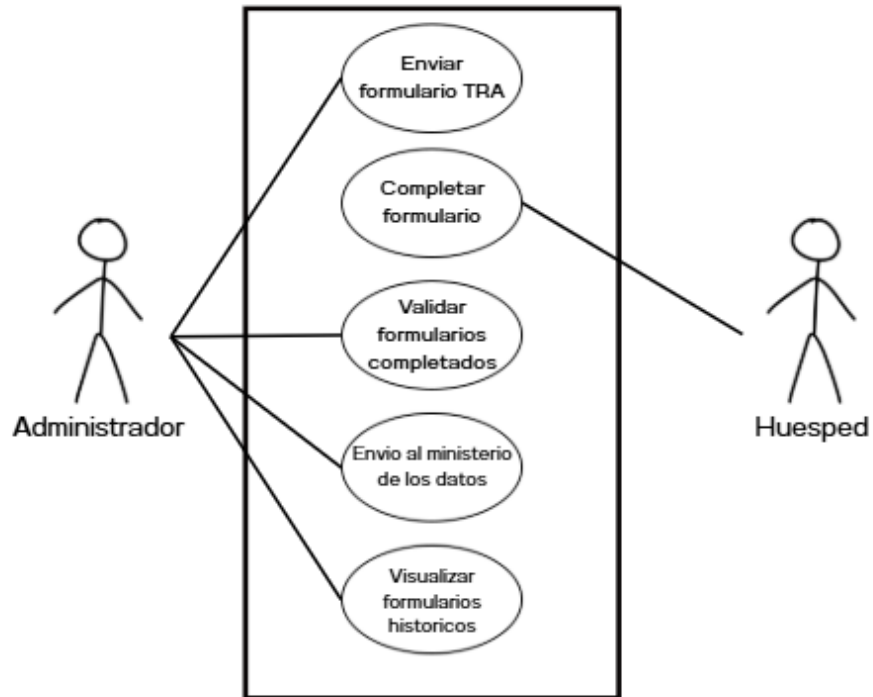 Enviar
formulario TRA
Completar
formulario
Validar
formularios
completados
Administrador
Huesped
Envio al ministerio
de los datos
Visualizar
formularios
historicos